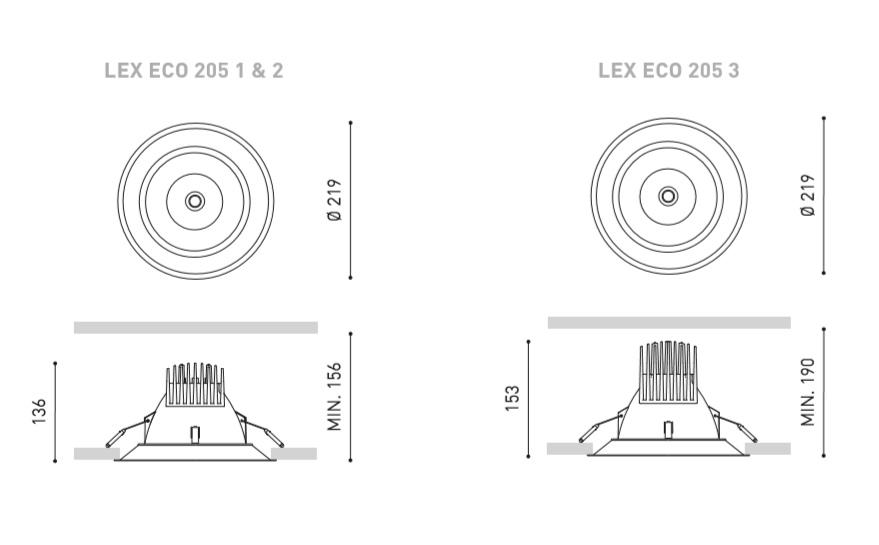 LEX ECO 205 1 & 2
Ø 219
136
MIN. 156
LEX ECO 205 3
Ø 219
153
MIN. 190